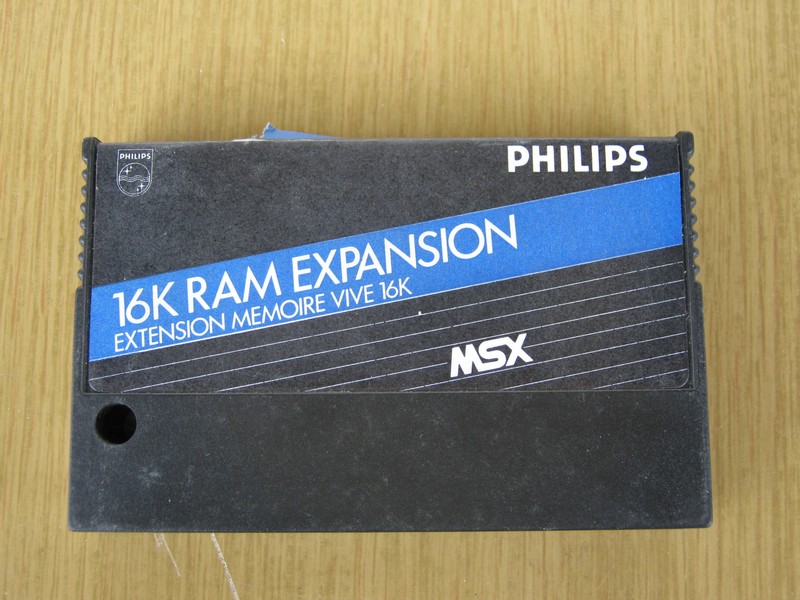 PHILIPS
PHILIPS
16K RAM EXPANSION
EXTENSION MEMOIRE VIVE 16K
MSX